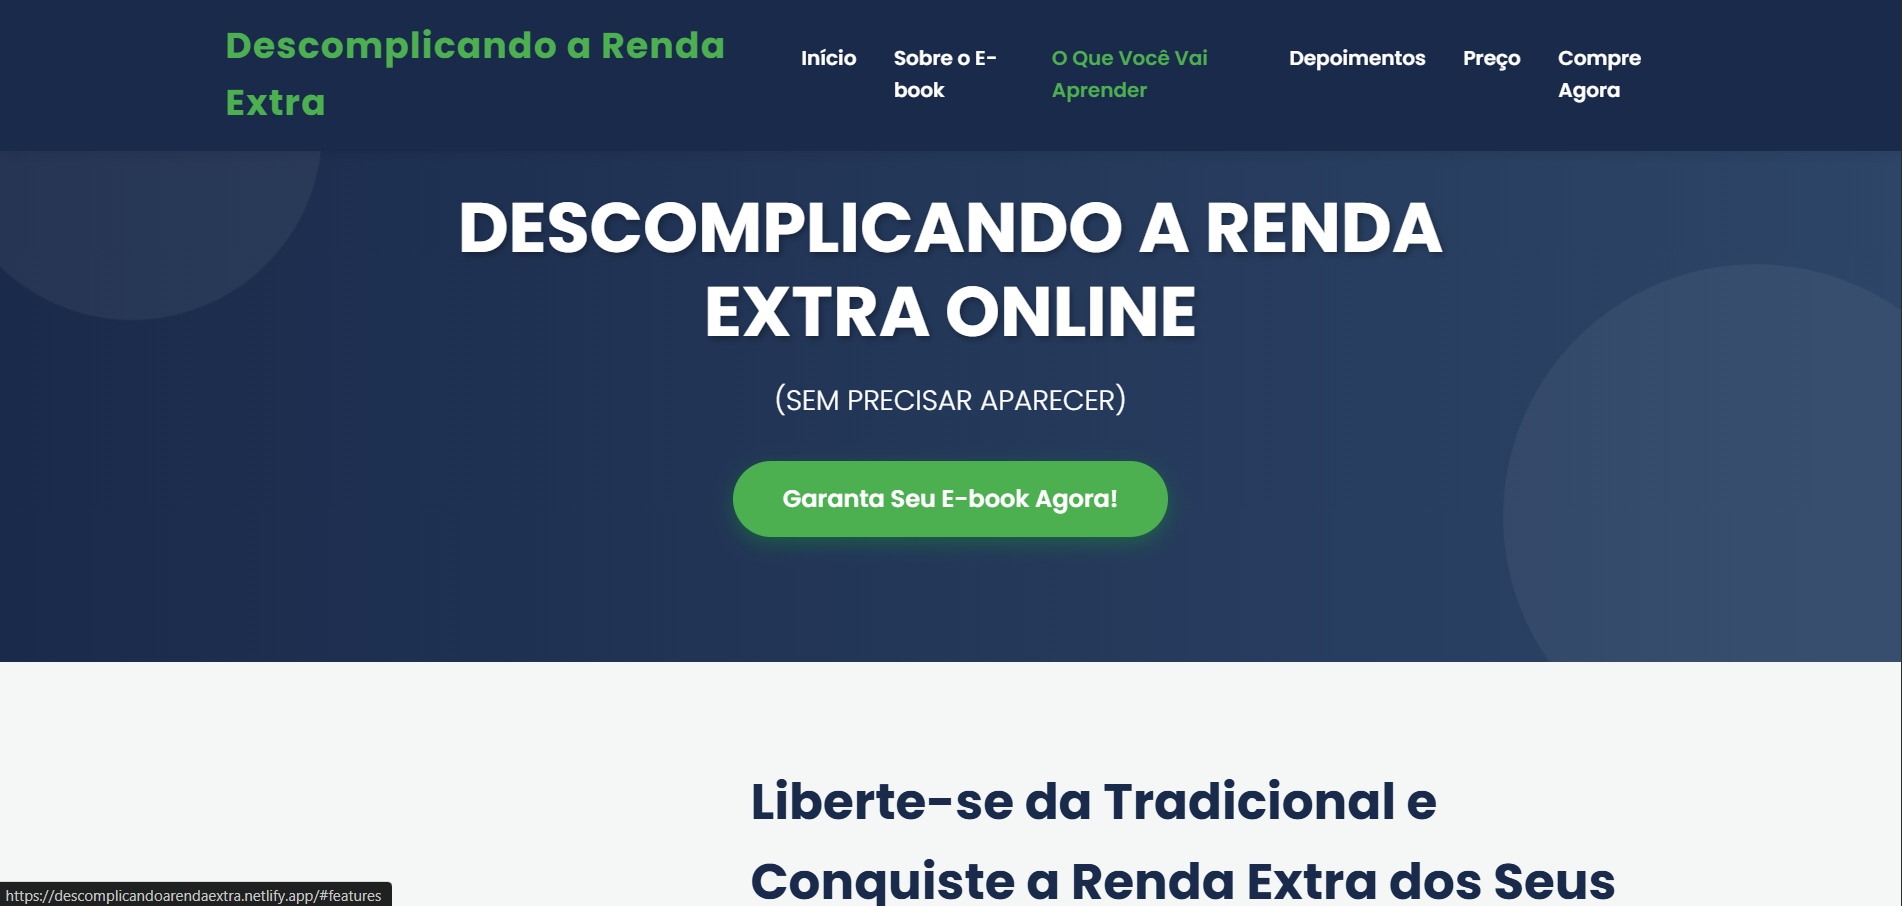 Descomplicando a Renda
Extra
Início
Sobre o E-
book
O Que Você Vai
Aprender
Depoimentos
Preço
Compre
Agora
DESCOMPLICANDO A RENDA
EXTRA ONLINE
(SEM PRECISAR APARECER)
Garanta Seu E-book Agora!
Liberte-se da Tradicional e
Conquiste a Renda Extra dos Seus
https://descomplicandoarendaextra.netlify.app/#features